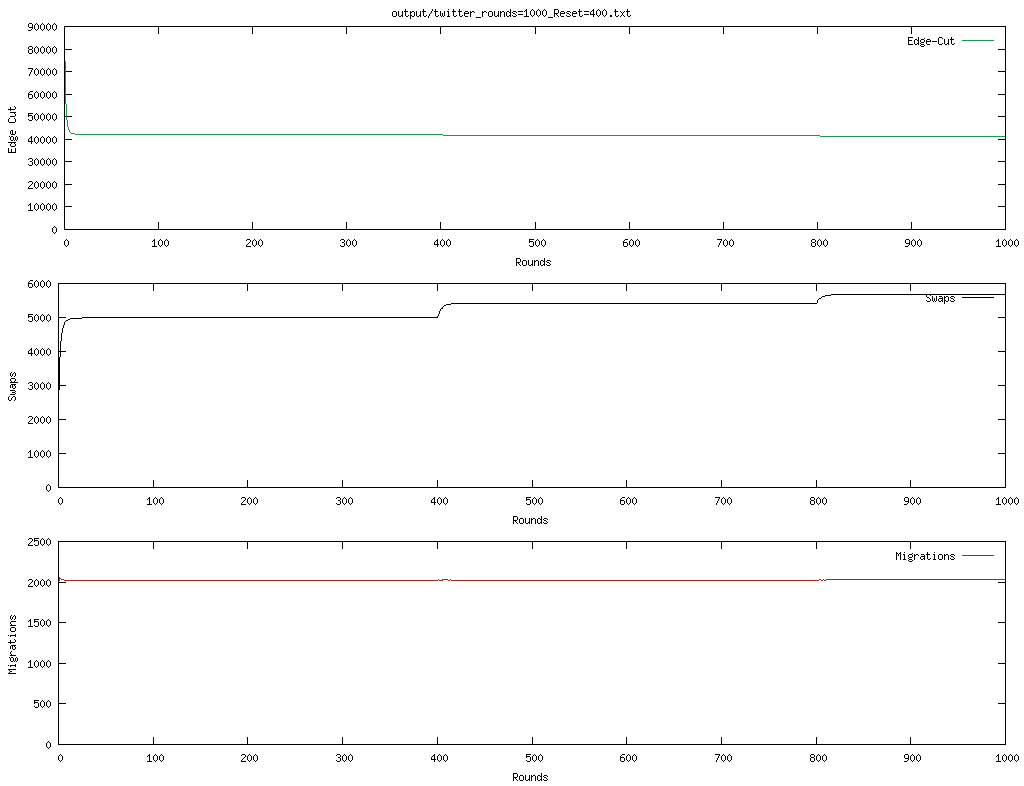 output/twitter_rounds=1000_Reset=400.txt
90000
80000
70000
60000
50000
40000
30000
20000
10000
0
Edge Cut
Edge-Cut
0 100 200 300 400 500 600 700 800 900 1000
Rounds
6000
5000
4000
3000
2000
1000
0
Swaps
Swaps
0 100 200 300 400 500 600 700 800 900 1000
Rounds
2500
2000
1500
1000
500
0
Migrations
Migrations
0 100 200 300 400 500 600 700 800 900 1000
Rounds